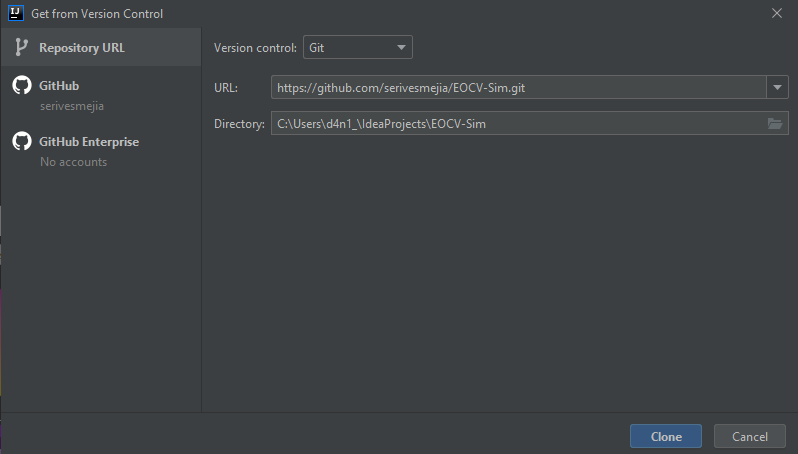 IJ
Get from Version Control
Repository URL
GitHub
serivesmejia
GitHub Enterprise
No accounts
Version control: Git
URL: https://github.com/serivesmejia/EOCV-Sim.git
Directory: C:\Users\d4n1_\IdeaProjects\EOCV-Sim
Clone Cancel